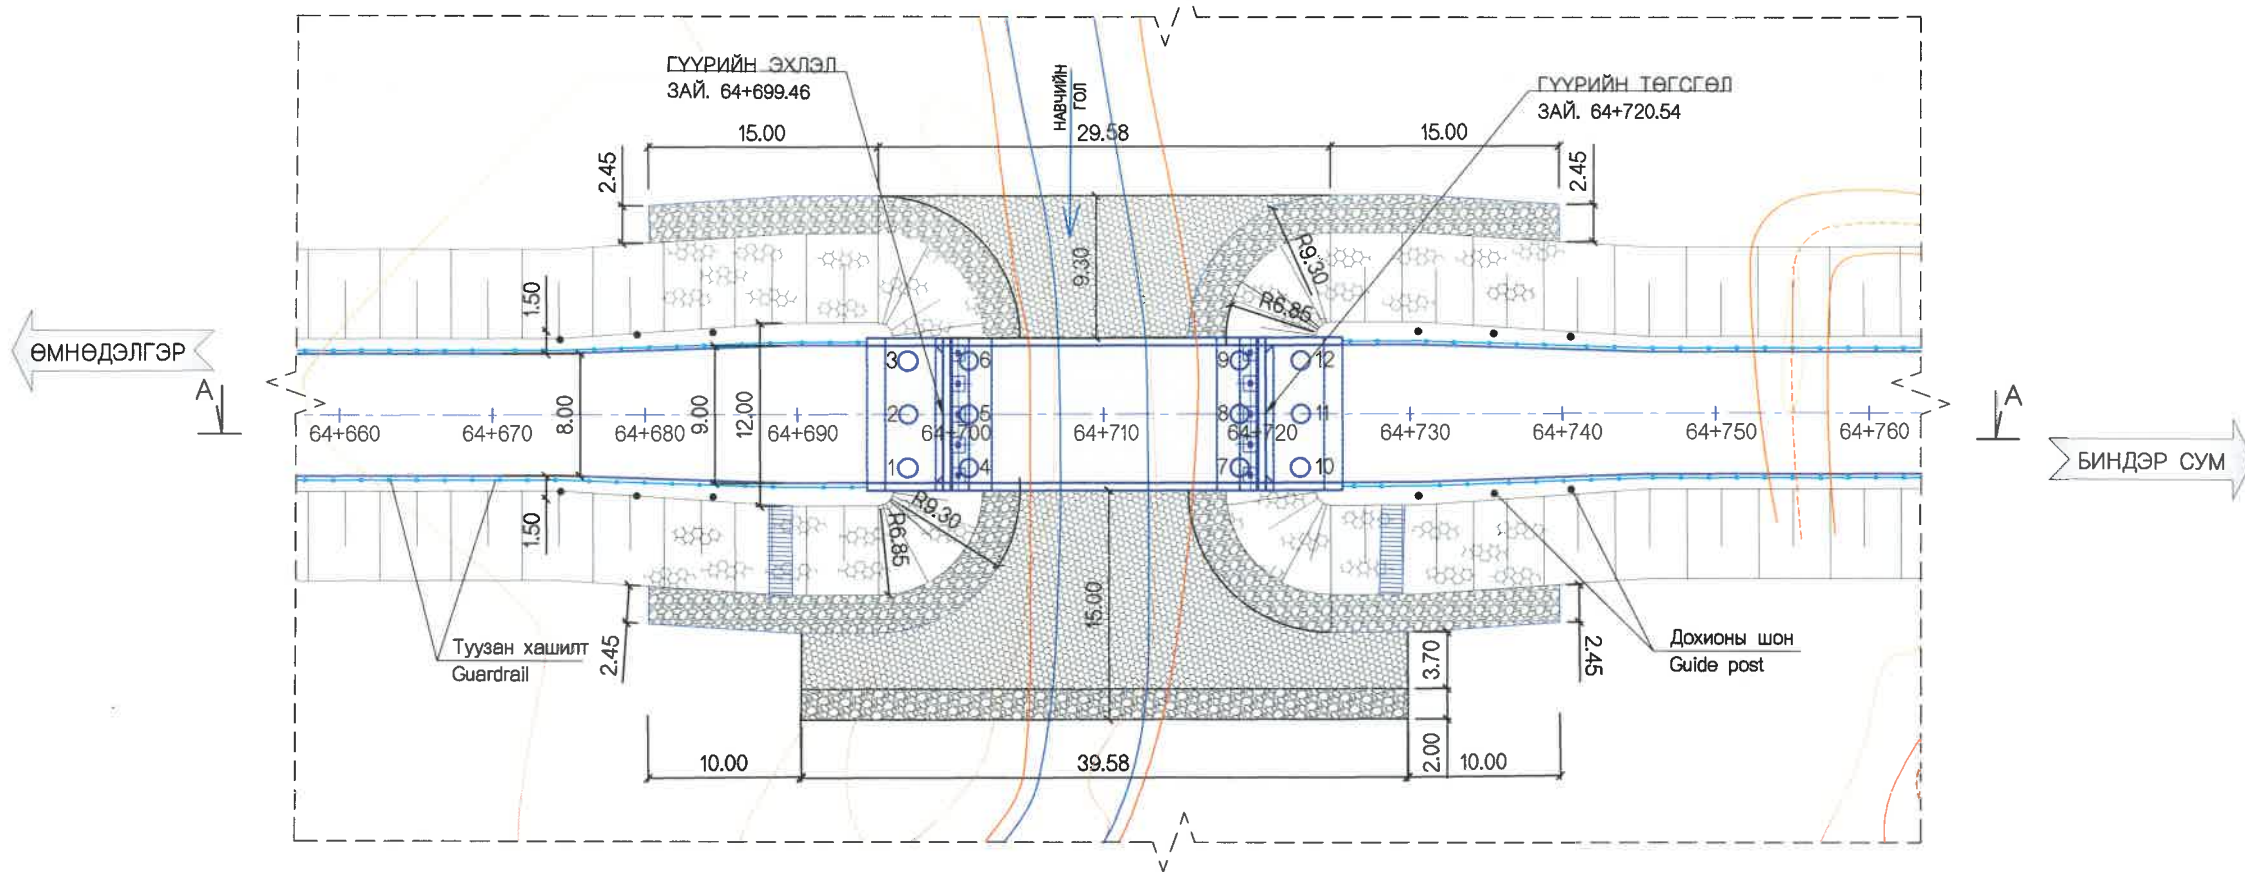 ГҮҮРИЙН ЭХЛЭЛ
ЗАЙ. 64+699.46
НАВЧИЙН
ГОЛ
ГҮҮРИЙН ТӨГСГӨЛ
ЗАЙ. 64+720.54
15.00
29.58
15.00
2.45
2.45
9.30
R9.30
R6.85
1.50
ӨМНӨДЭЛГЭР
3
6
9
12
A
A
8.00
9.00
12.00
2
5
8
11
64+660
64+670
64+680
64+690
64+700
64+710
64+720
64+730
64+740
64+750
64+760
БИНДЭР СУМ
1
4
7
10
1.50
R9.30
R6.85
15.00
Туузан хашилт
Guardrail
2.45
3.70
2.45
Дохионы шон
Guide post
2.00
10.00
39.58
10.00